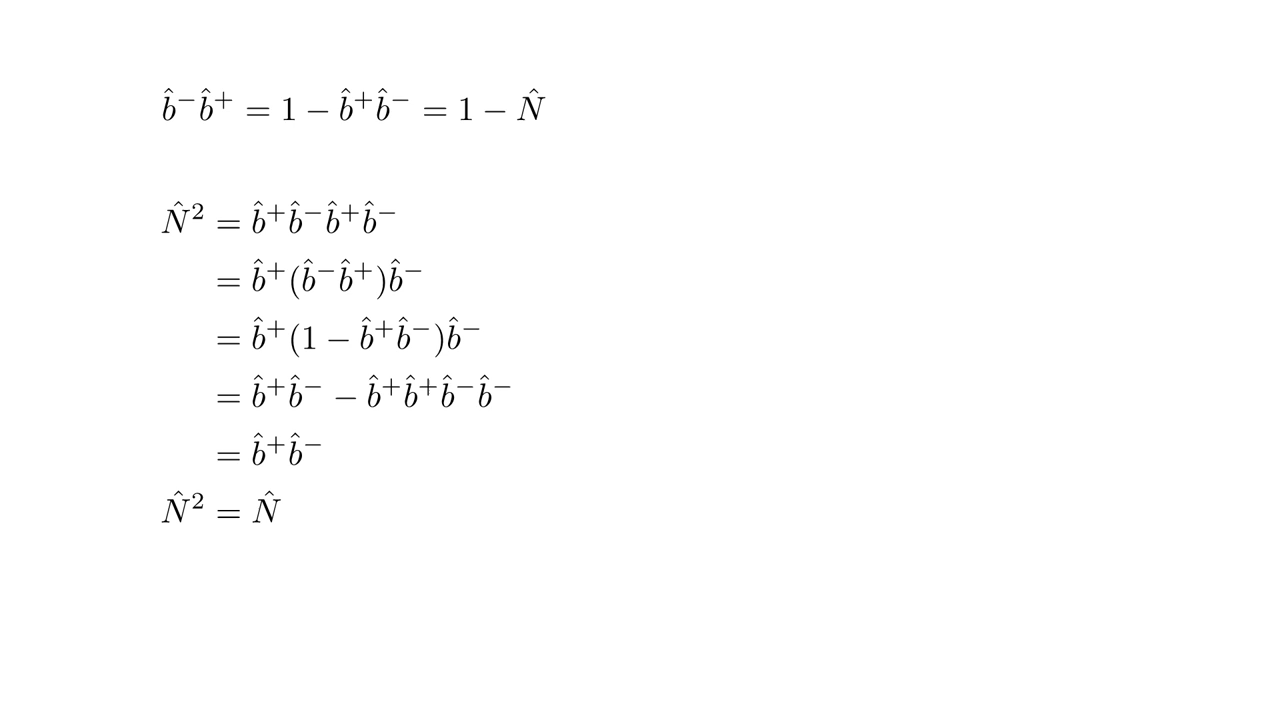 b̂⁻b̂⁺ = 1 − b̂⁺b̂⁻ = 1 − N̂
N̂² = b̂⁺b̂⁻b̂⁺b̂⁻
= b̂⁺(b̂⁻b̂⁺)b̂⁻
= b̂⁺(1 − b̂⁺b̂⁻)b̂⁻
= b̂⁺b̂⁻ − b̂⁺b̂⁺b̂⁻b̂⁻
= b̂⁺b̂⁻
N̂² = N̂